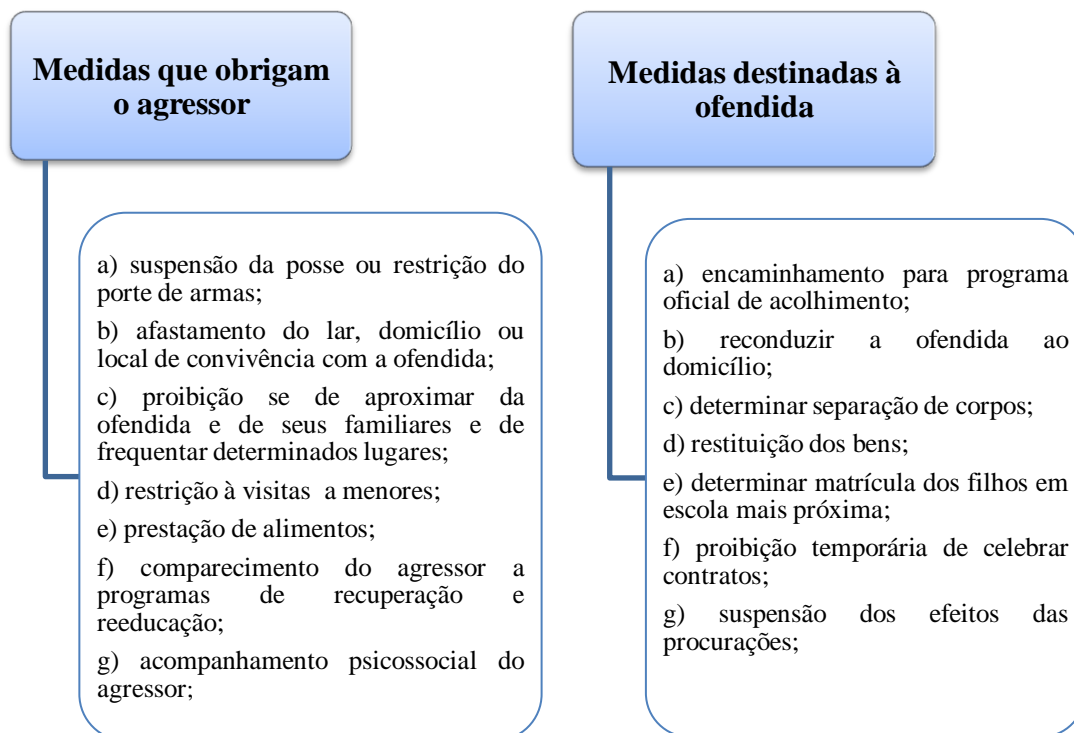 Medidas que obrigam
o agressor
a) suspensão da posse ou restrição do
porte de armas;
b) afastamento do lar, domicílio ou
local de convivência com a ofendida;
c) proibição se de aproximar da
ofendida e de seus familiares e de
frequentar determinados lugares;
d) restrição à visitas a menores;
e) prestação de alimentos;
f) comparecimento do agressor a
programas de recuperação e
reeducação;
g) acompanhamento psicossocial do
agressor;
Medidas destinadas à
ofendida
a) encaminhamento para programa
oficial de acolhimento;
b) reconduzir a ofendida ao
domicílio;
c) determinar separação de corpos;
d) restituição dos bens;
e) determinar matrícula dos filhos em
escola mais próxima;
f) proibição temporária de celebrar
contratos;
g) suspensão dos efeitos das
procurações;